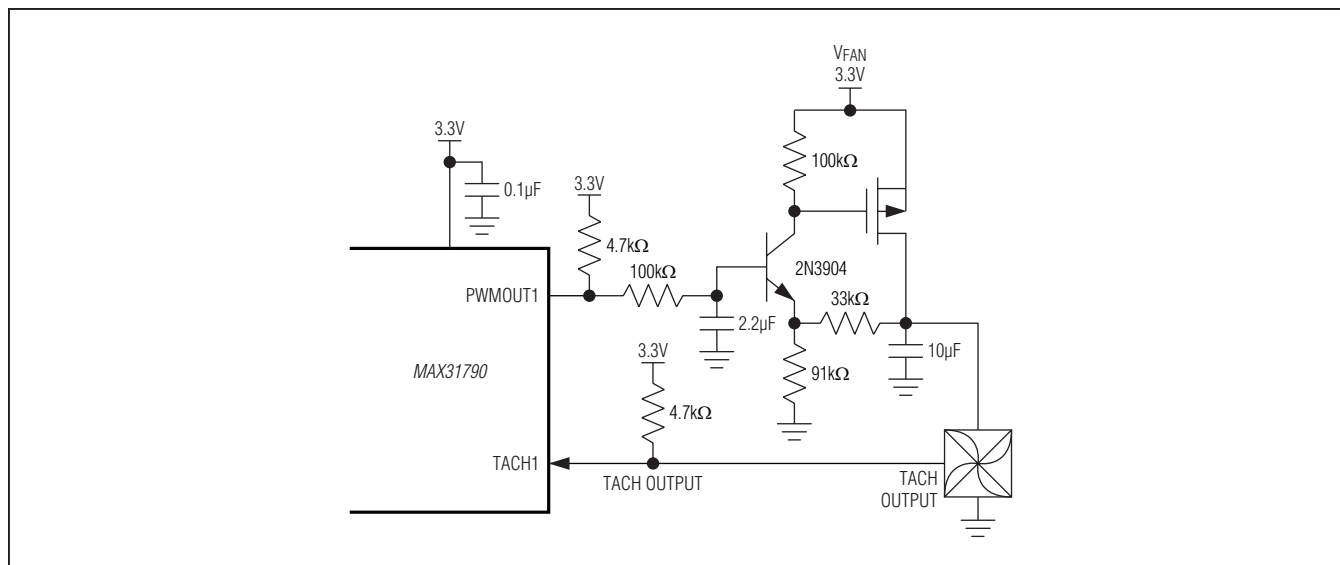 VFAN
3.3V
3.3V
100kΩ
0.1µF
3.3V
4.7kΩ
100kΩ
2N3904
PWMOUT1
33kΩ
2.2µF
3.3V
10µF
MAX31790
91kΩ
4.7kΩ
TACH1
TACH OUTPUT
TACH
OUTPUT